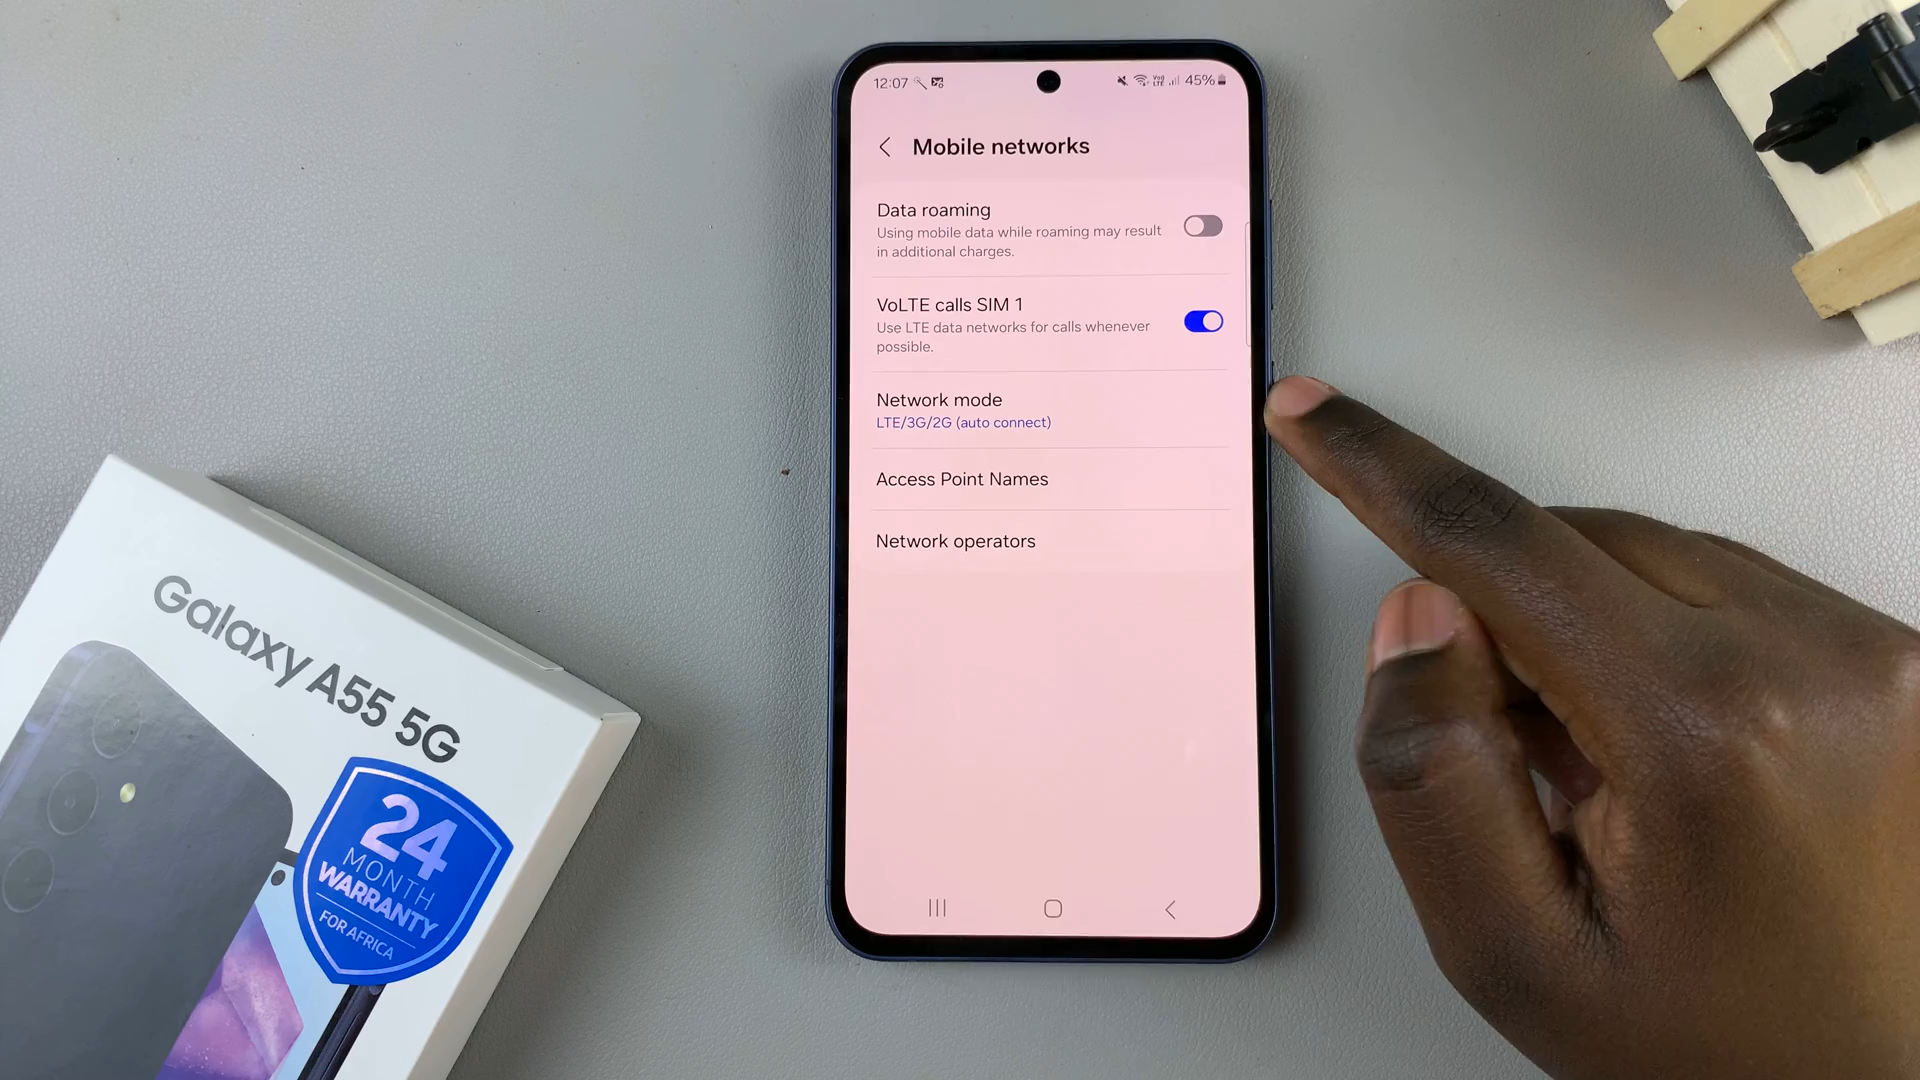 12:07
45%
Mobile networks
Data roaming
Using mobile data while roaming may result
in additional charges.
VoLTE calls SIM 1
Use LTE data networks for calls whenever
possible.
Network mode
LTE/3G/2G (auto connect)
Access Point Names
Network operators
Galaxy A55 5G
24
MONTH
WARRANTY
FOR AFRICA